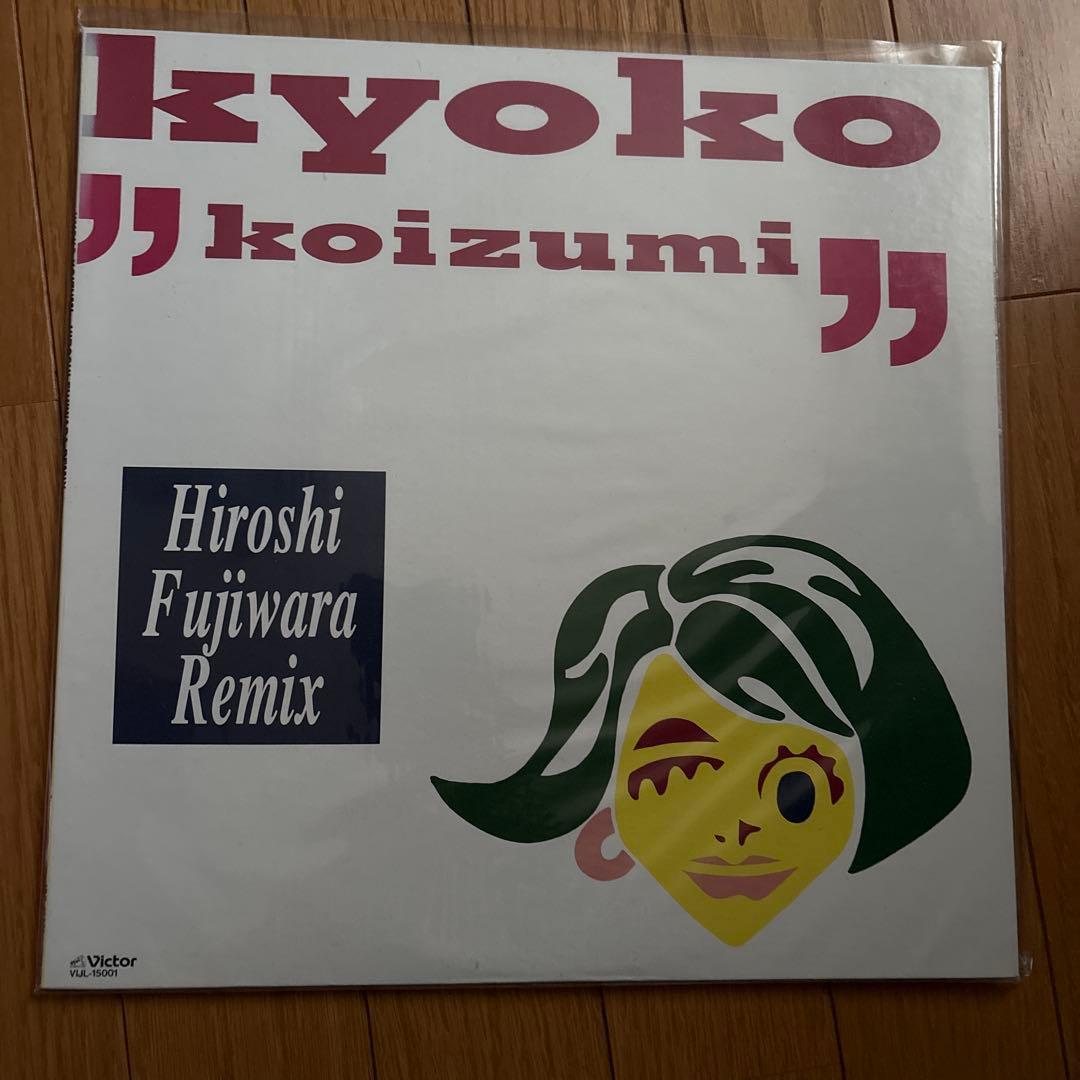 kyoko
”koizumi”
Hiroshi
Fujiwara
Remix
Victor
VIJL-15001